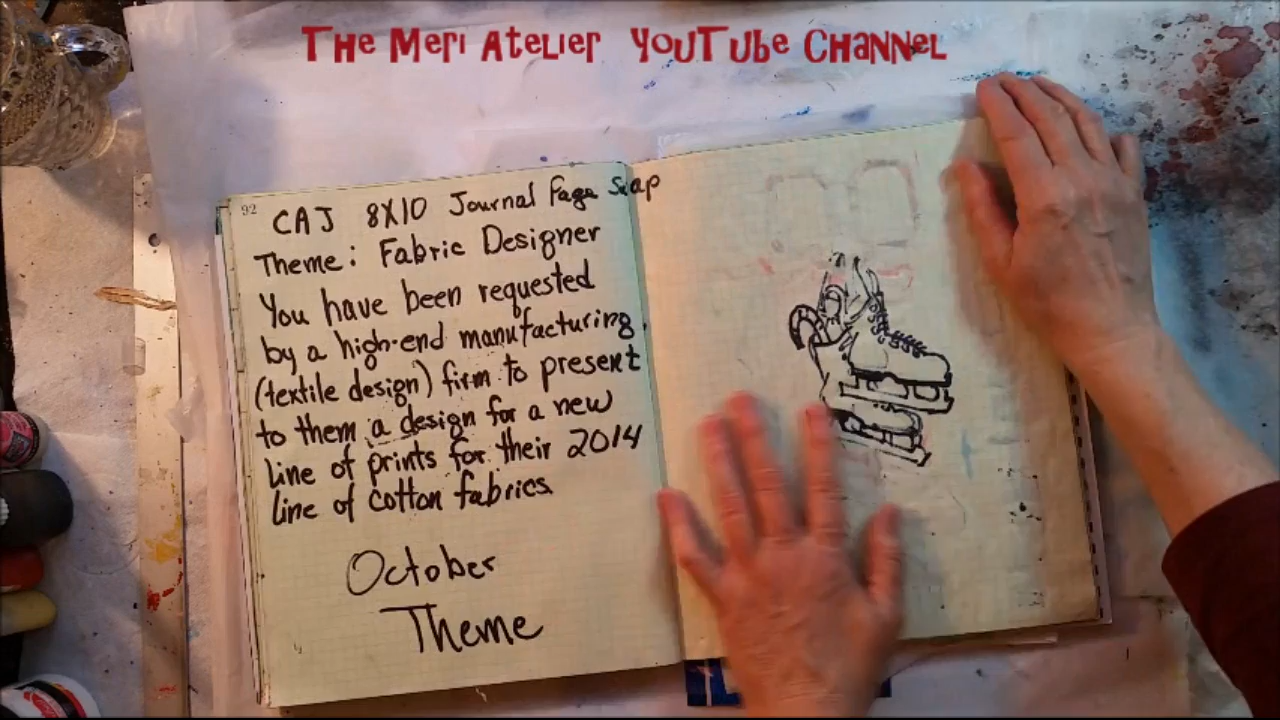 The Meri Atelier YouTube Channel
92
CAJ 8X10 Journal Page Swap
Theme: Fabric Designer
You have been requested
by a high-end manufacturing
(textile design) firm to present
to them a design for a new
line of prints for their 2014
line of cotton fabrics.
October
Theme